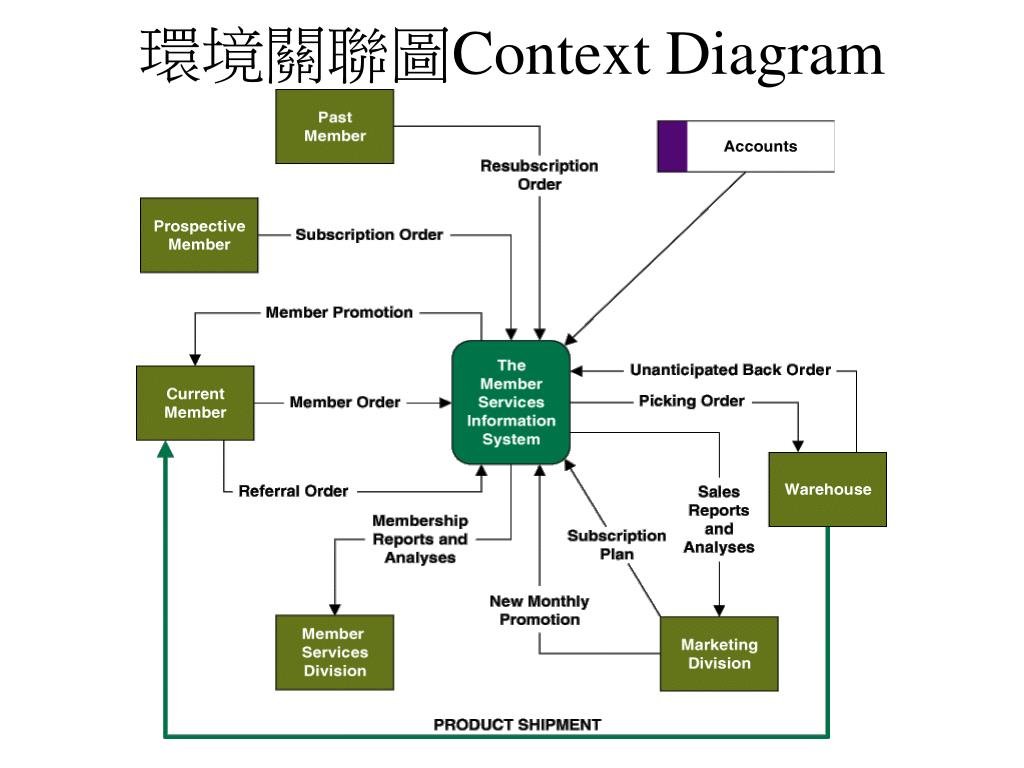 環境關聯圖Context Diagram
Past
Member
Accounts
Resubscription
Order
Prospective
Member
Subscription Order
Member Promotion
The
Member
Services
Information
System
Unanticipated Back Order
Current
Member
Member Order
Picking Order
Referral Order
Warehouse
Sales
Reports
and
Analyses
Membership
Reports and
Analyses
Subscription
Plan
New Monthly
Promotion
Member
Services
Division
Marketing
Division
PRODUCT SHIPMENT